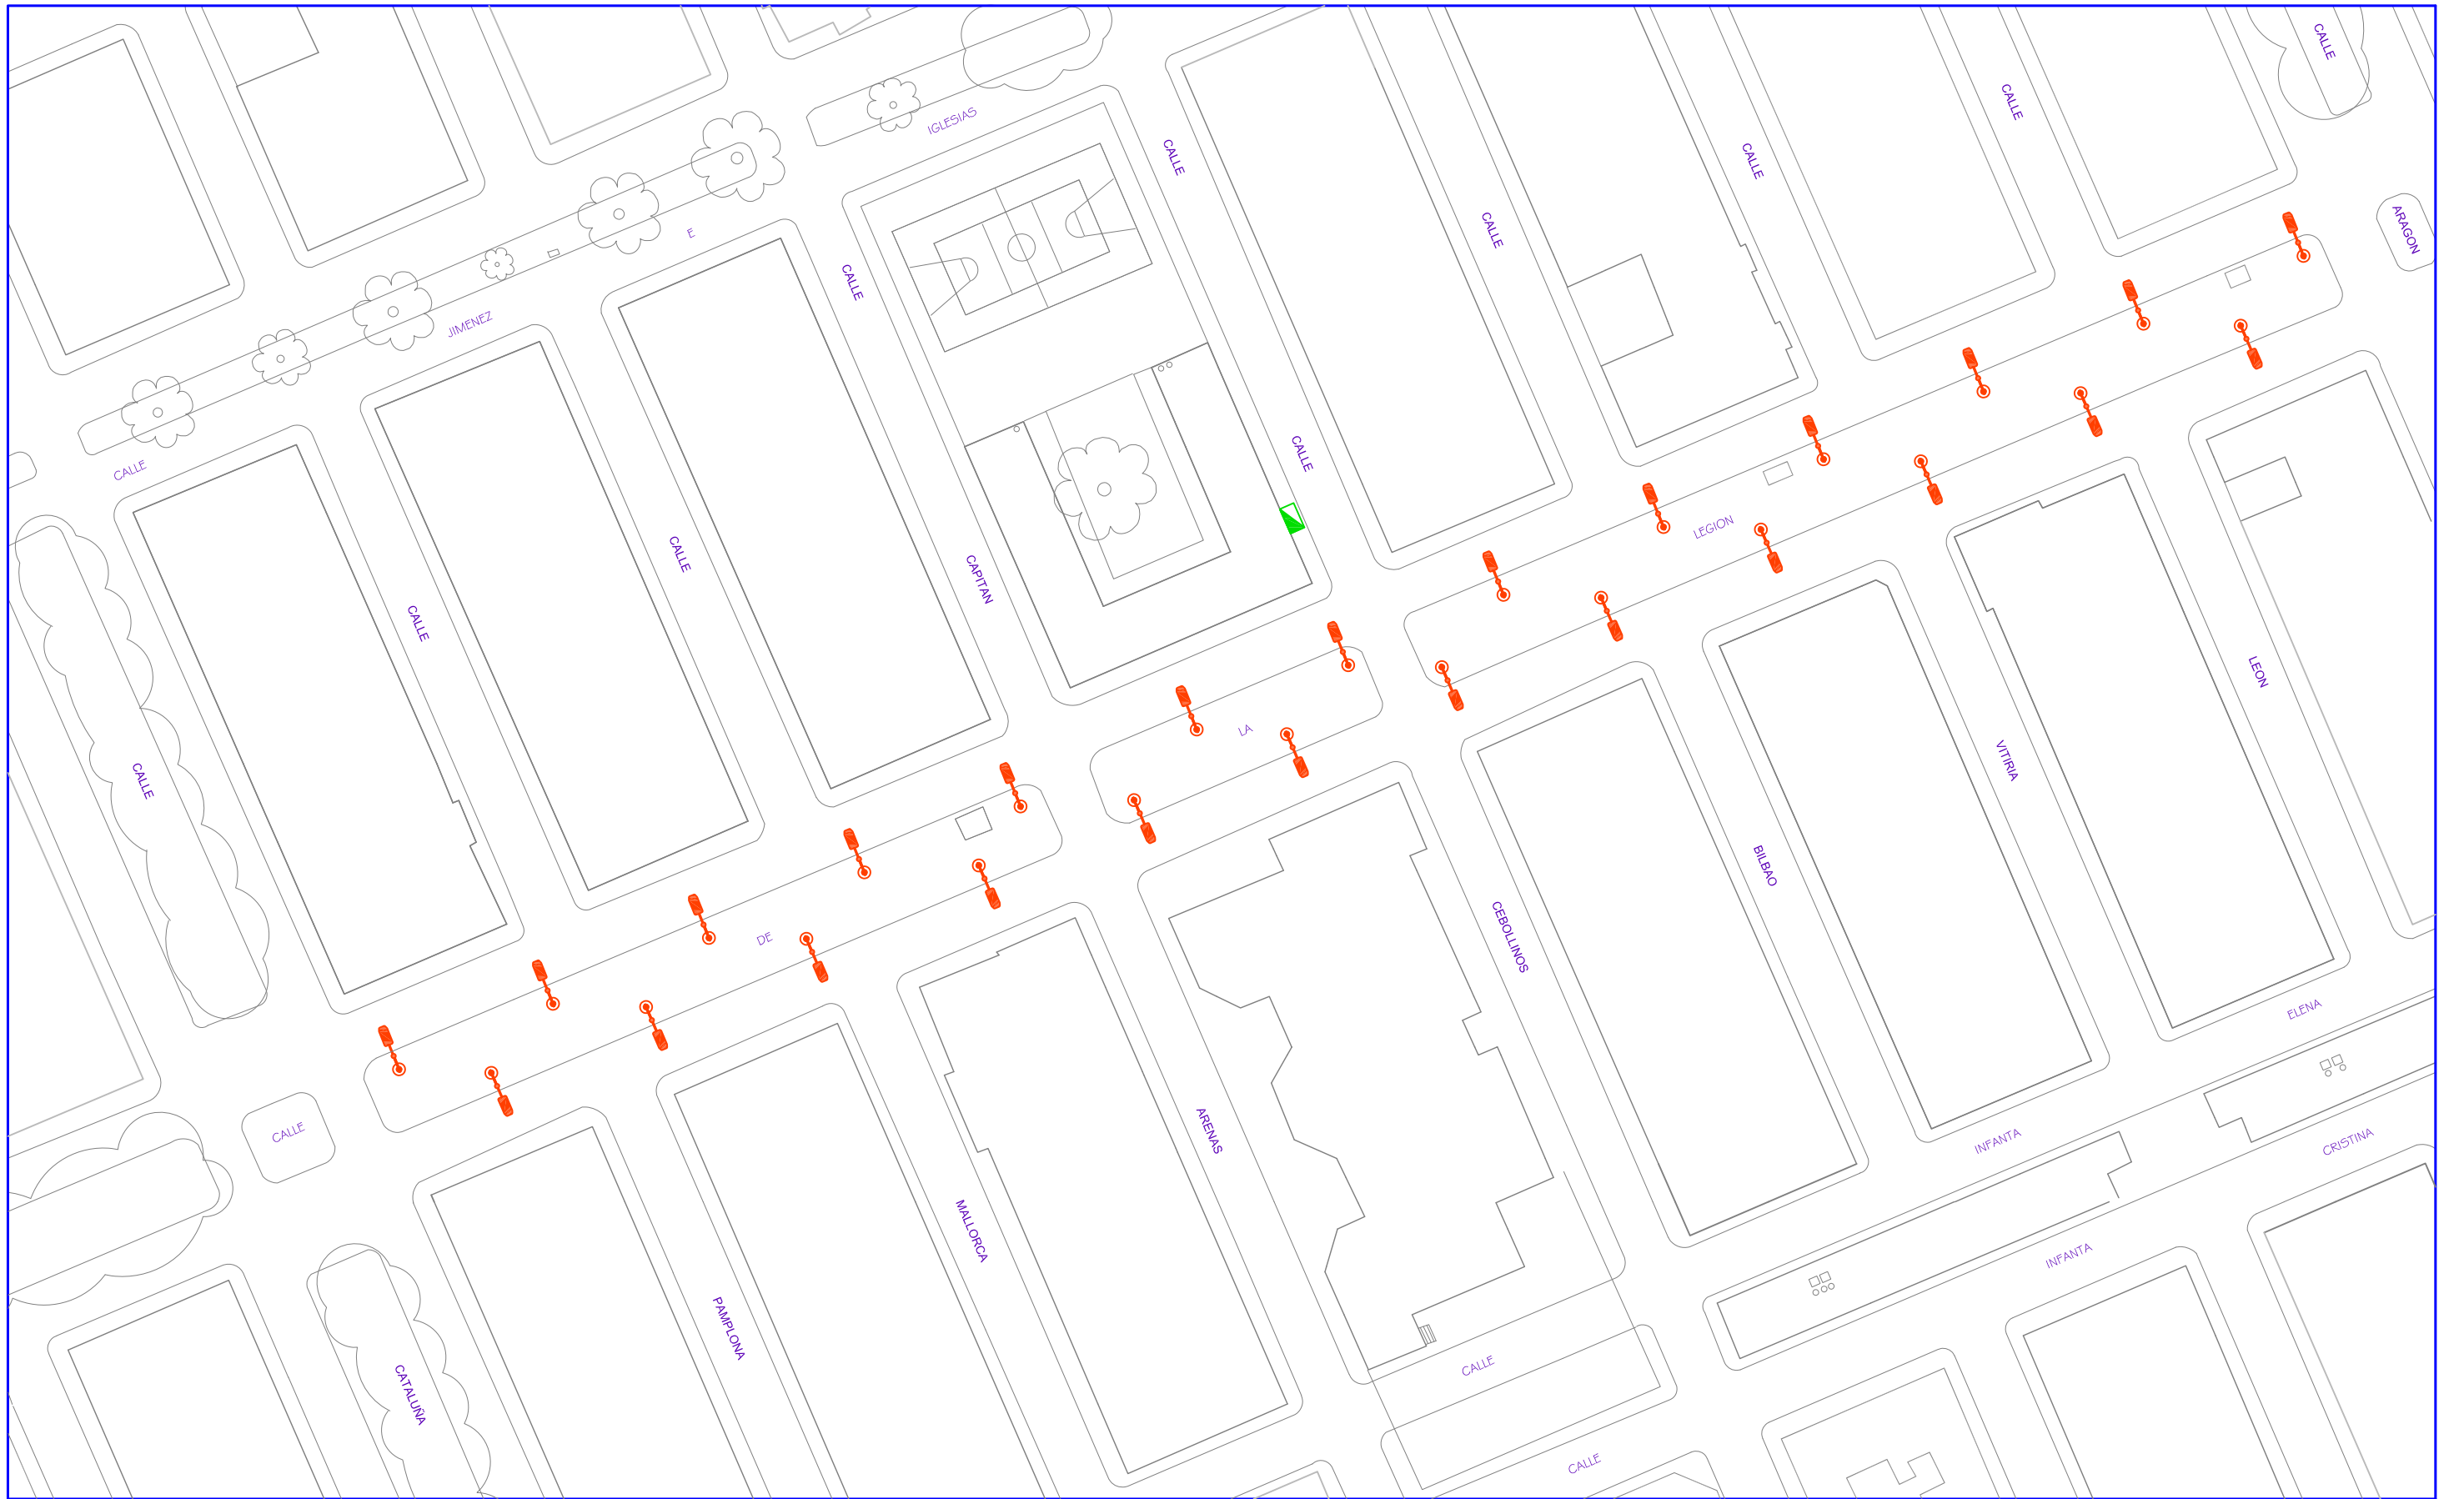 CALLE
CALLE
IGLESIAS
CALLE
CALLE
CALLE
ARAGON
E
CALLE
JIMENEZ
CALLE
CALLE
LEGION
CALLE
CAPITAN
CALLE
LEON
LA
VITIRIA
CALLE
BILBAO
CEBOLLINOS
DE
ELENA
ARENAS
CALLE
INFANTA
CRISTINA
MALLORCA
INFANTA
PAMPLONA
CALLE
CATALUÑA
CALLE